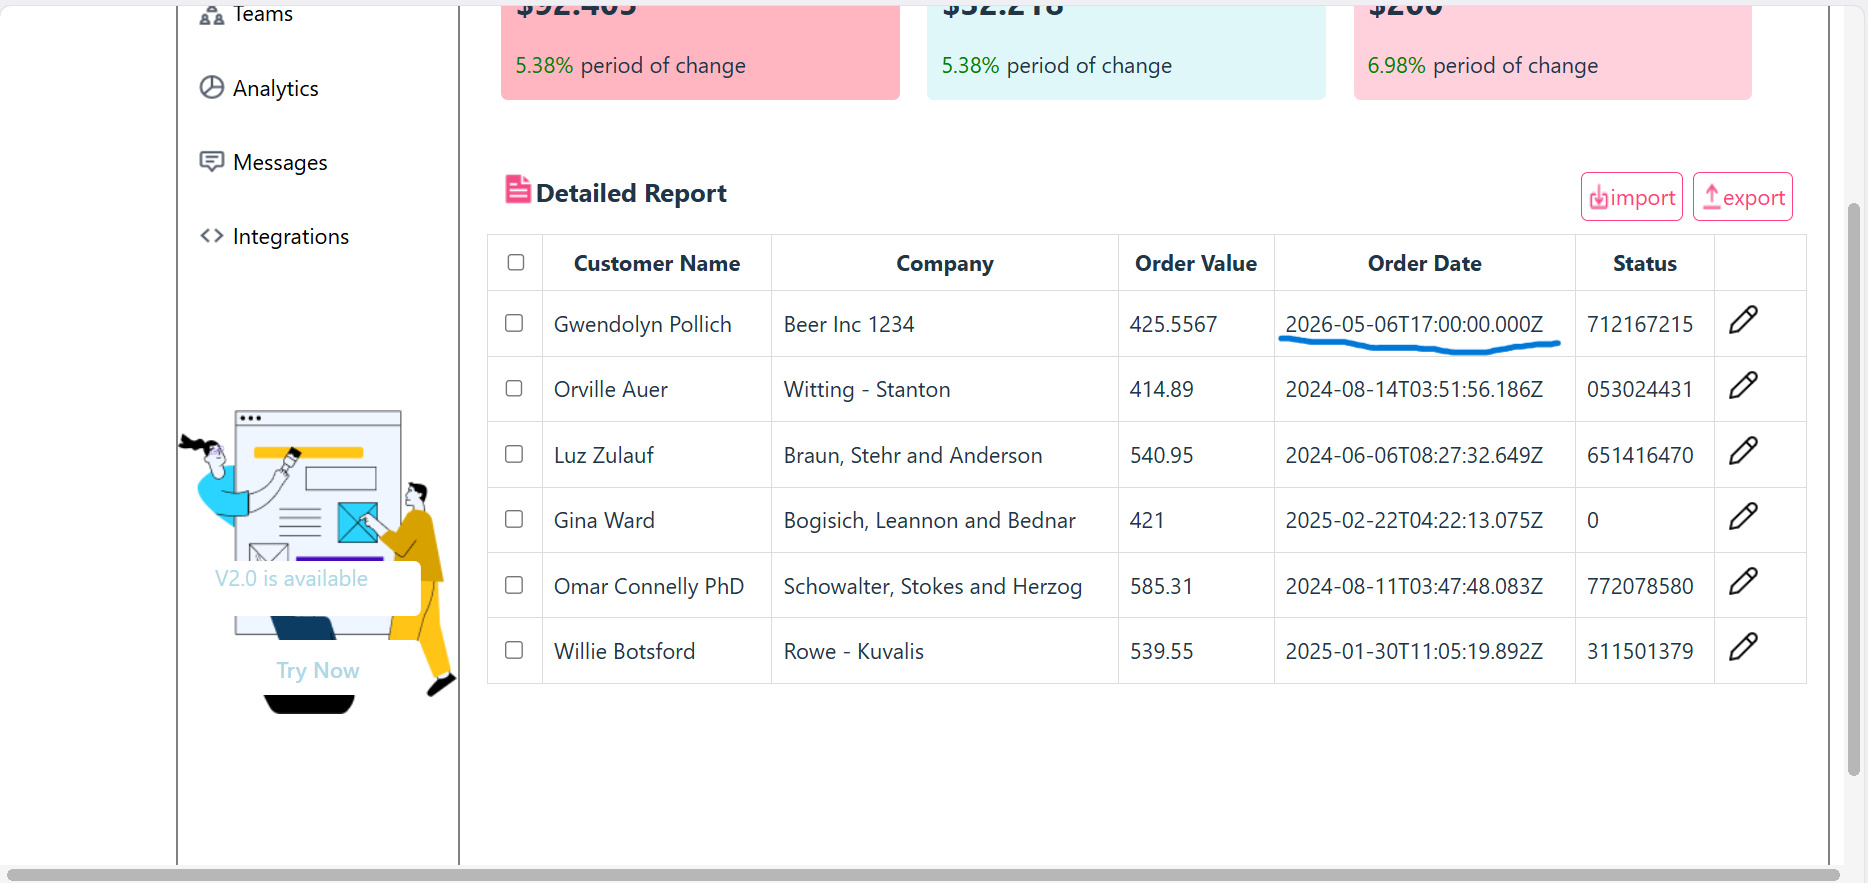 Teams
Analytics
Messages
Integrations
V2.0 is available
Try Now
$92.405
5.38% period of change
$32.218
5.38% period of change
$200
6.98% period of change
Detailed Report
import export
Customer Name Company Order Value Order Date Status
Gwendolyn Pollich Beer Inc 1234 425.5567 2026-05-06T17:00:00.000Z 712167215
Orville Auer Witting - Stanton 414.89 2024-08-14T03:51:56.186Z 053024431
Luz Zulauf Braun, Stehr and Anderson 540.95 2024-06-06T08:27:32.649Z 651416470
Gina Ward Bogisich, Leannon and Bednar 421 2025-02-22T04:22:13.075Z 0
Omar Connelly PhD Schowalter, Stokes and Herzog 585.31 2024-08-11T03:47:48.083Z 772078580
Willie Botsford Rowe - Kuvalis 539.55 2025-01-30T11:05:19.892Z 311501379